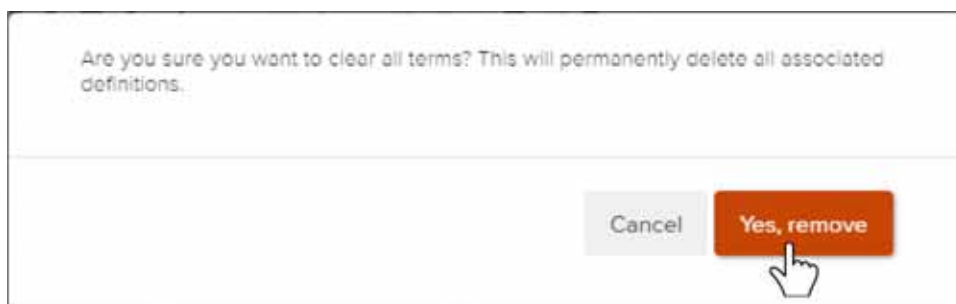 Are you sure you want to clear all terms? This will permanently delete all associated
definitions.
Cancel
Yes, remove